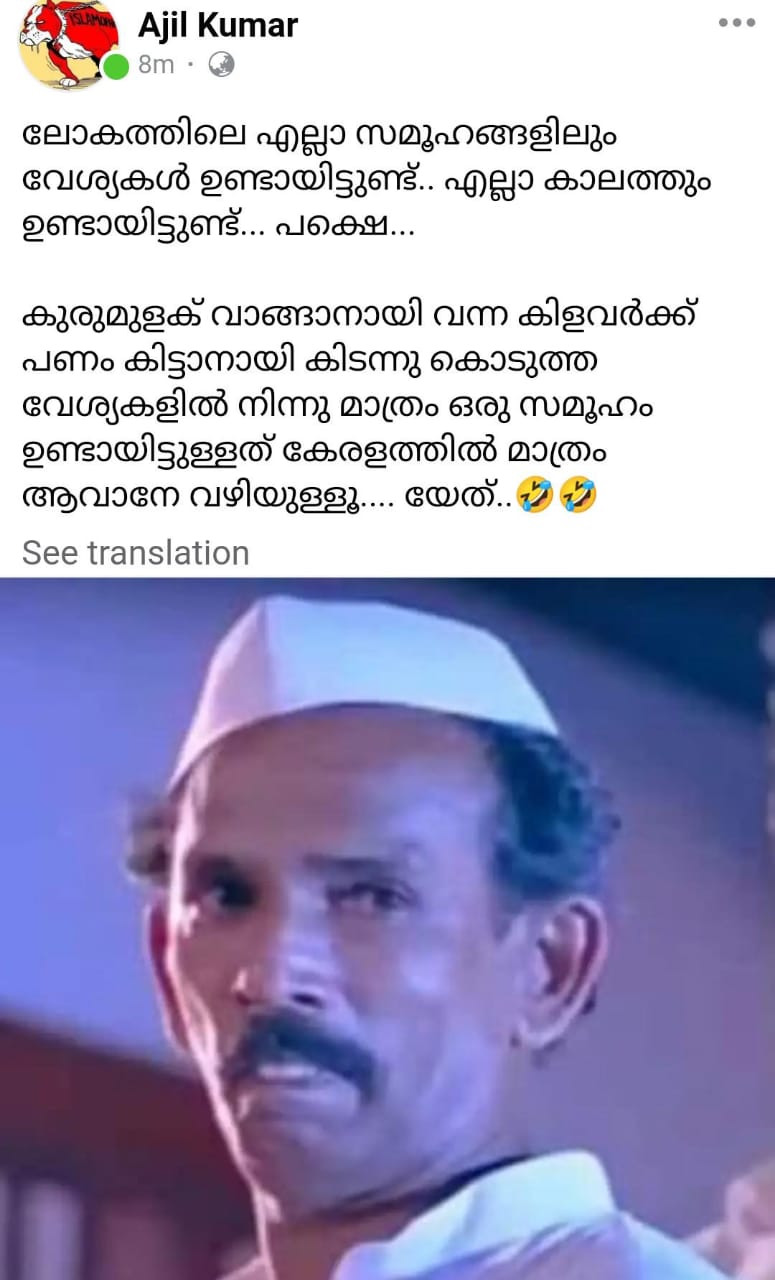 Ajil Kumar
8m
ലോകത്തിലെ എല്ലാ സമൂഹങ്ങളിലും
വേശ്യകൾ ഉണ്ടായിട്ടുണ്ട്.. എല്ലാ കാലത്തും
ഉണ്ടായിട്ടുണ്ട്... പക്ഷെ...
കുരുമുളക് വാങ്ങാനായി വന്ന കിളവർക്ക്
പണം കിട്ടാനായി കിടന്നു കൊടുത്ത
വേശ്യകളിൽ നിന്നു മാത്രം ഒരു സമൂഹം
ഉണ്ടായിട്ടുള്ളത് കേരളത്തിൽ മാത്രം
ആവാനേ വഴിയുള്ളൂ.... യേത്..🤣🤣
See translation